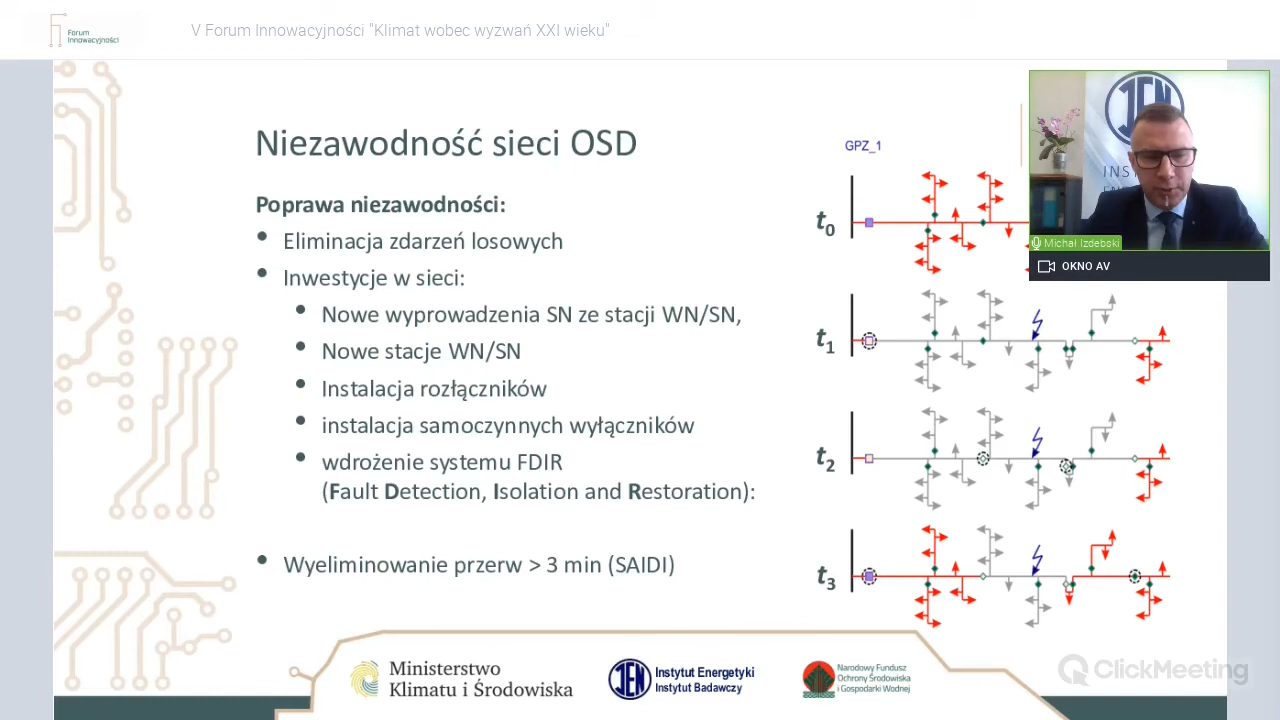 Forum
Innowacyjności
V Forum Innowacyjności "Klimat wobec wyzwań XXI wieku"
Niezawodność sieci OSD
Poprawa niezawodności:
• Eliminacja zdarzeń losowych
• Inwestycje w sieci:
• Nowe wyprowadzenia SN ze stacji WN/SN,
• Nowe stacje WN/SN
• Instalacja rozłączników
• instalacja samoczynnych wyłączników
• wdrożenie systemu FDIR
(Fault Detection, Isolation and Restoration):
• Wyeliminowanie przerw > 3 min (SAIDI)
GPZ_1
t0
t1
t2
t3
IEN
INST
Michał Izdebski
OKNO AV
Ministerstwo
Klimatu i Środowiska
IEN
Instytut Energetyki
Instytut Badawczy
Narodowy Fundusz
Ochrony Środowiska
i Gospodarki Wodnej
ClickMeeting